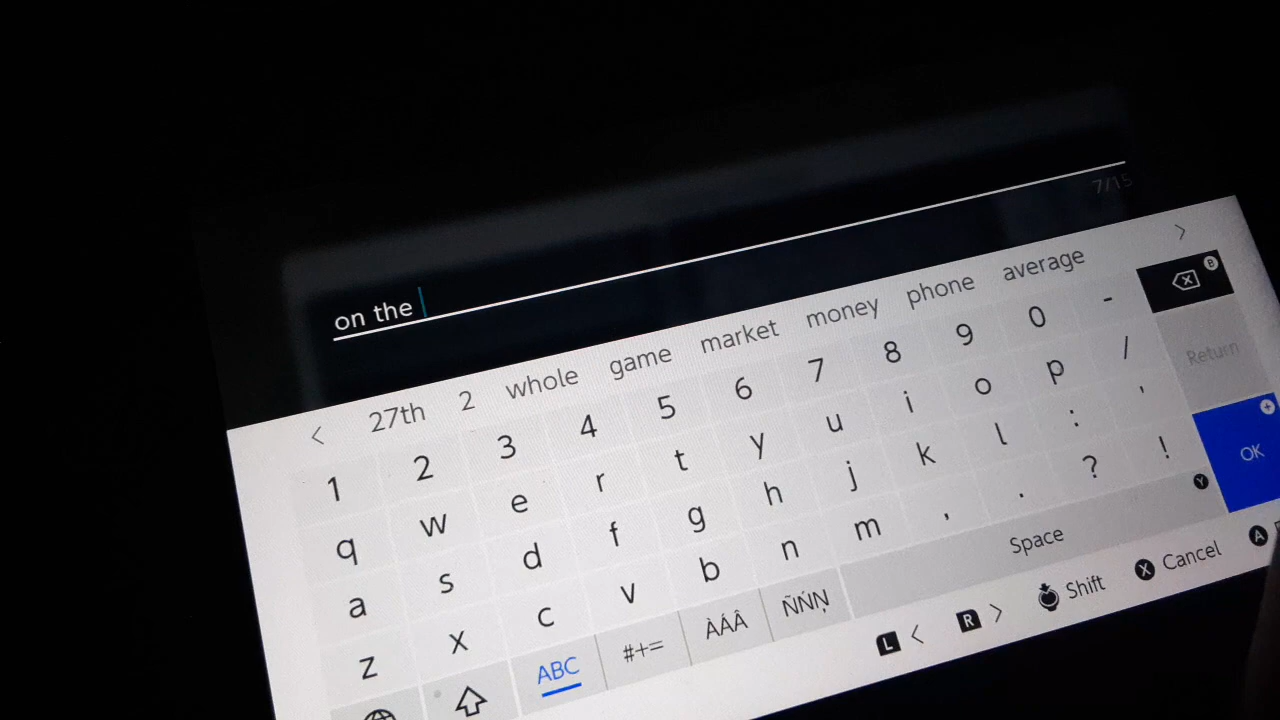 on the
7/15
< 27th 2 whole game market money phone average >
1 2 3 4 5 6 7 8 9 0 -
q w e r t y u i o p /
a s d f g h j k l : '
z x c v b n m , . ? !
ABC #+= ÀÁÂ ÑŃŅ Space
B
Return
+
OK
Y
L < R > Shift X Cancel A